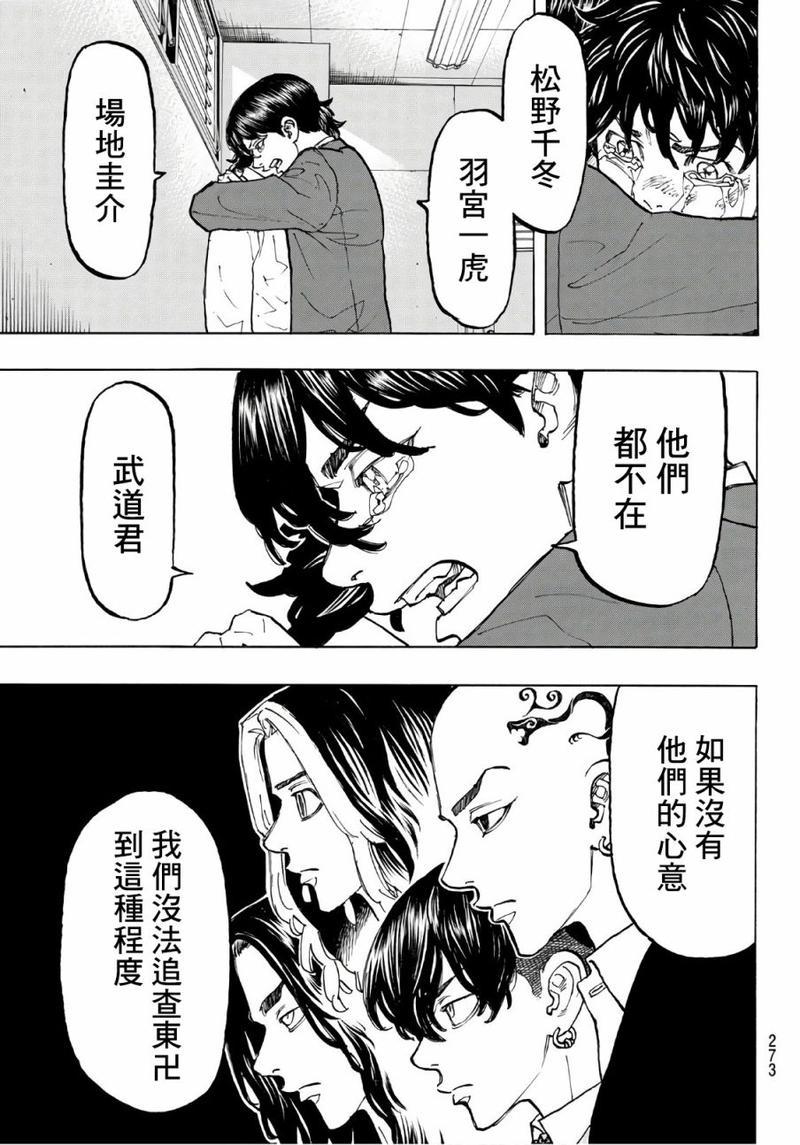 松野千冬
羽宮一虎
場地圭介
他們
都不在
武道君
如果沒有
他們的心意
我們沒法追查東卍
到這種程度
273